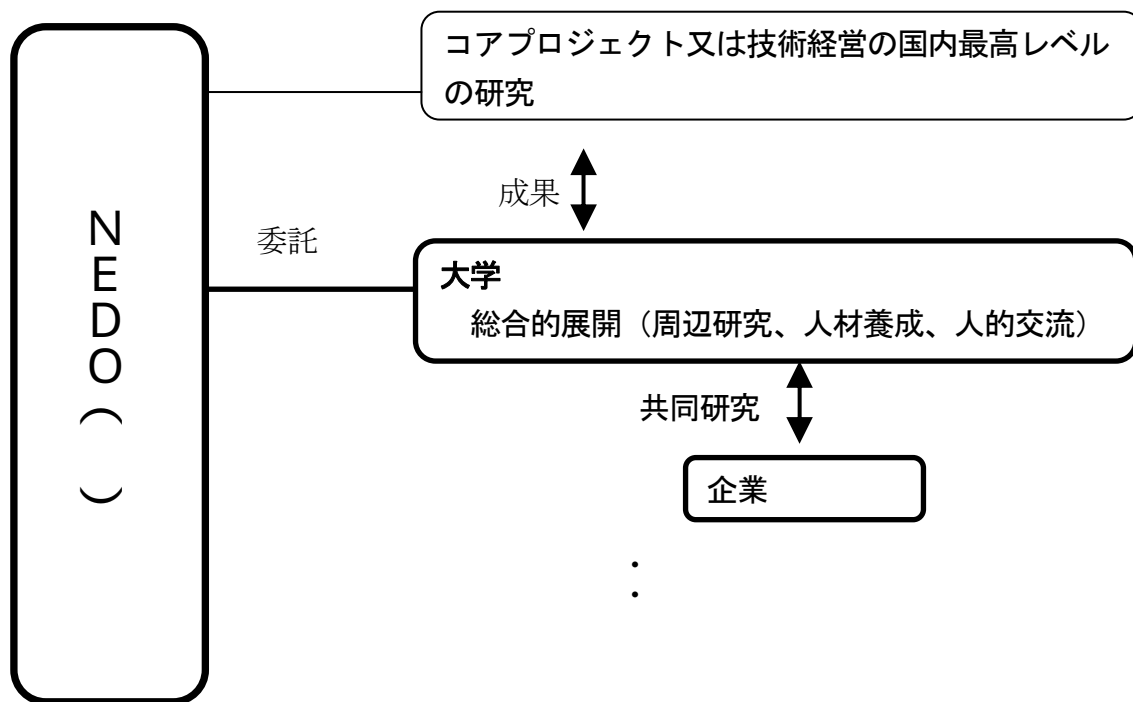 コアプロジェクト又は技術経営の国内最高レベル
の研究
成果
NEDO( )
委託
大学
総合的展開（周辺研究、人材養成、人的交流）
共同研究
企業
：